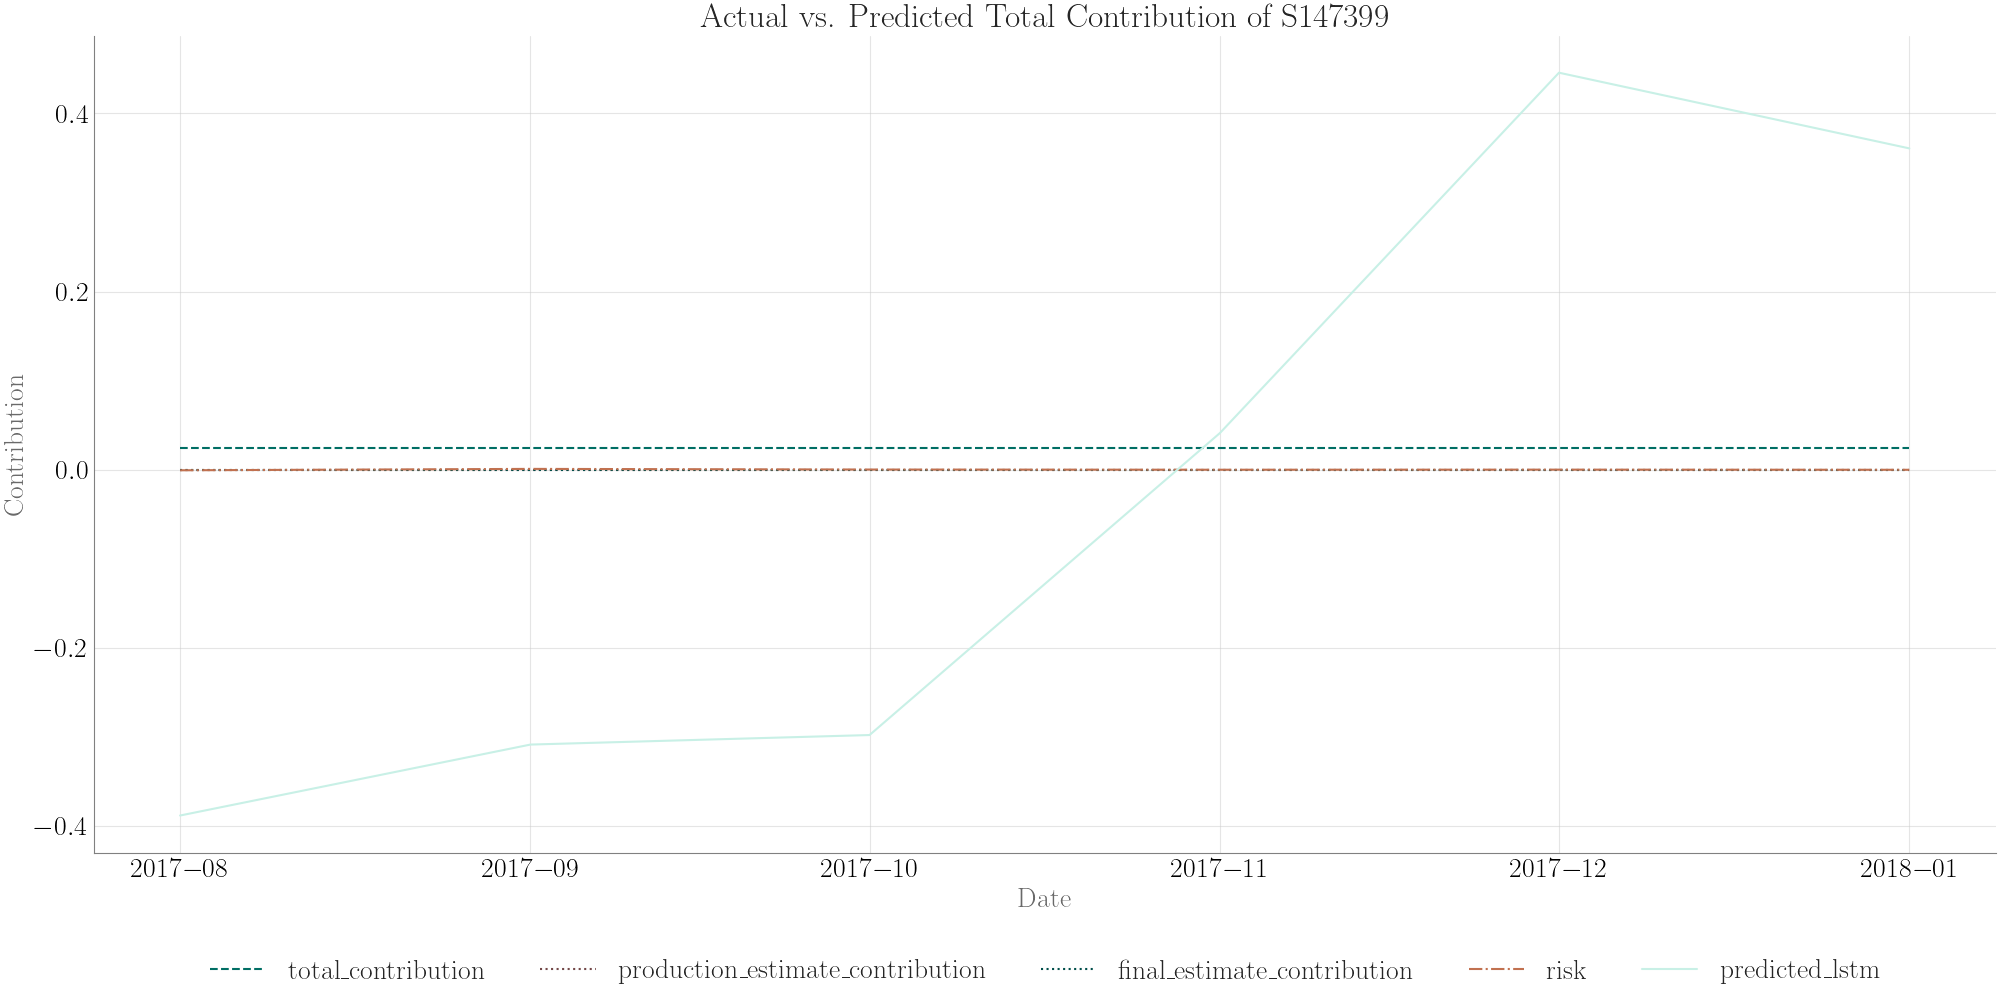 Actual vs. Predicted Total Contribution of S147399
Contribution
0.4
0.2
0.0
−0.2
−0.4
2017−08 2017−09 2017−10 2017−11 2017−12 2018−01
Date
total_contribution production_estimate_contribution final_estimate_contribution risk predicted_lstm